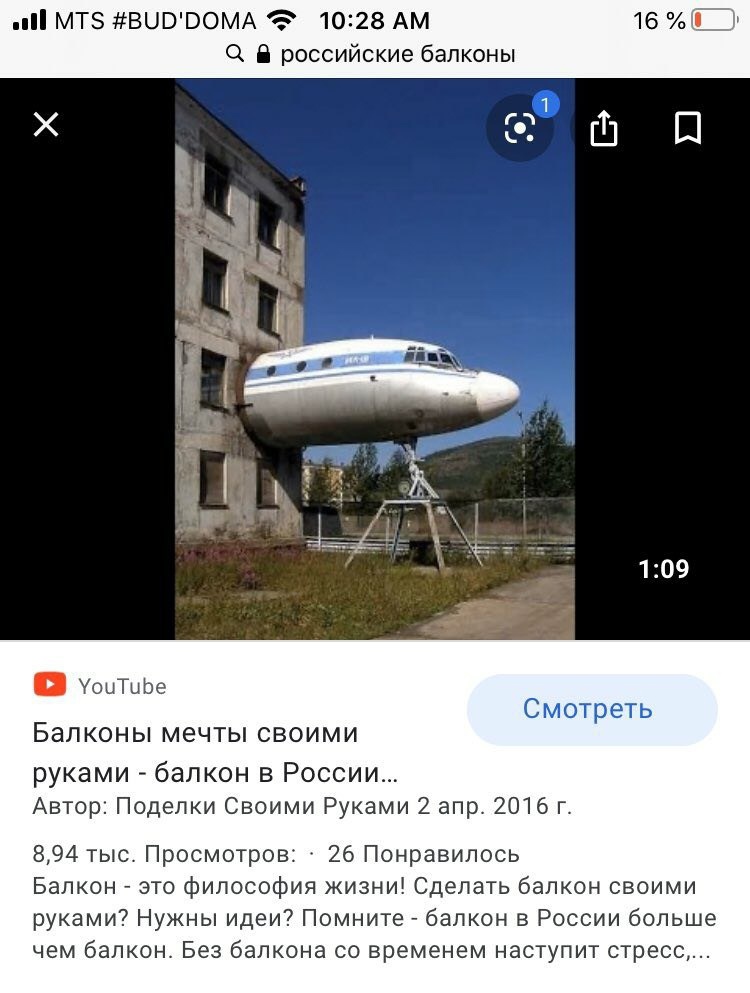 MTS #BUD'DOMA 10:28 AM 16 %
российские балконы
1
1:09
YouTube
Смотреть
Балконы мечты своими
руками - балкон в России...
Автор: Поделки Своими Руками 2 апр. 2016 г.
8,94 тыс. Просмотров: · 26 Понравилось
Балкон - это философия жизни! Сделать балкон своими
руками? Нужны идеи? Помните - балкон в России больше
чем балкон. Без балкона со временем наступит стресс,...